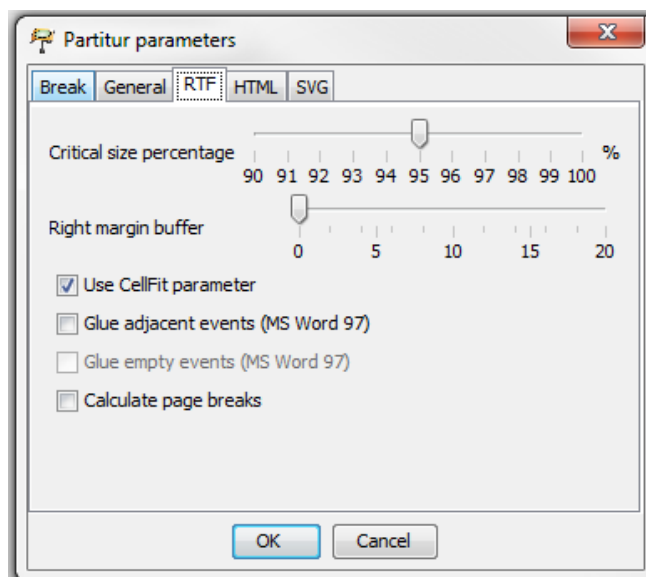 Partitur parameters
Break General RTF HTML SVG
Critical size percentage %
90 91 92 93 94 95 96 97 98 99 100
Right margin buffer
0 5 10 15 20
Use CellFit parameter
Glue adjacent events (MS Word 97)
Glue empty events (MS Word 97)
Calculate page breaks
OK Cancel